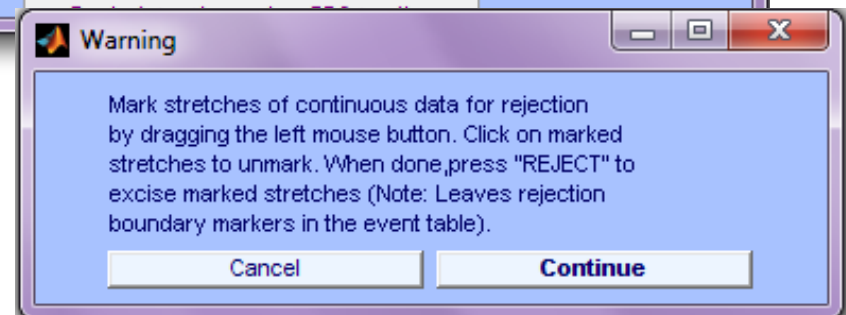 Warning
Mark stretches of continuous data for rejection
by dragging the left mouse button. Click on marked
stretches to unmark. When done,press "REJECT" to
excise marked stretches (Note: Leaves rejection
boundary markers in the event table).
Cancel
Continue